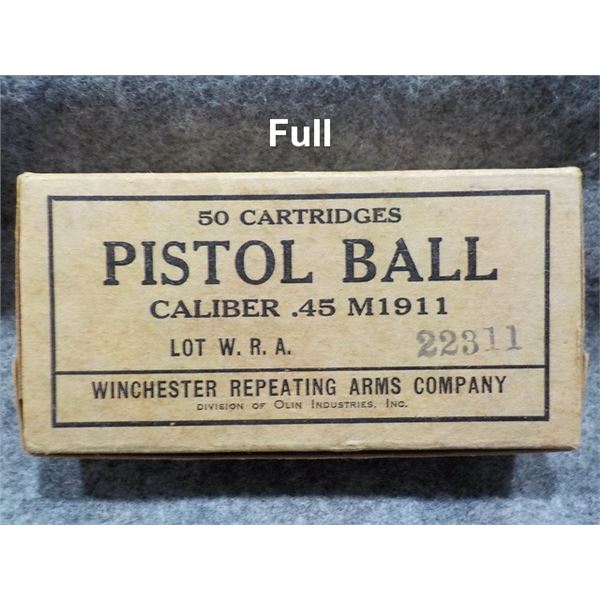 Full
50 CARTRIDGES
PISTOL BALL
CALIBER .45 M1911
LOT W. R. A. 22311
WINCHESTER REPEATING ARMS COMPANY
DIVISION OF OLIN INDUSTRIES, INC.